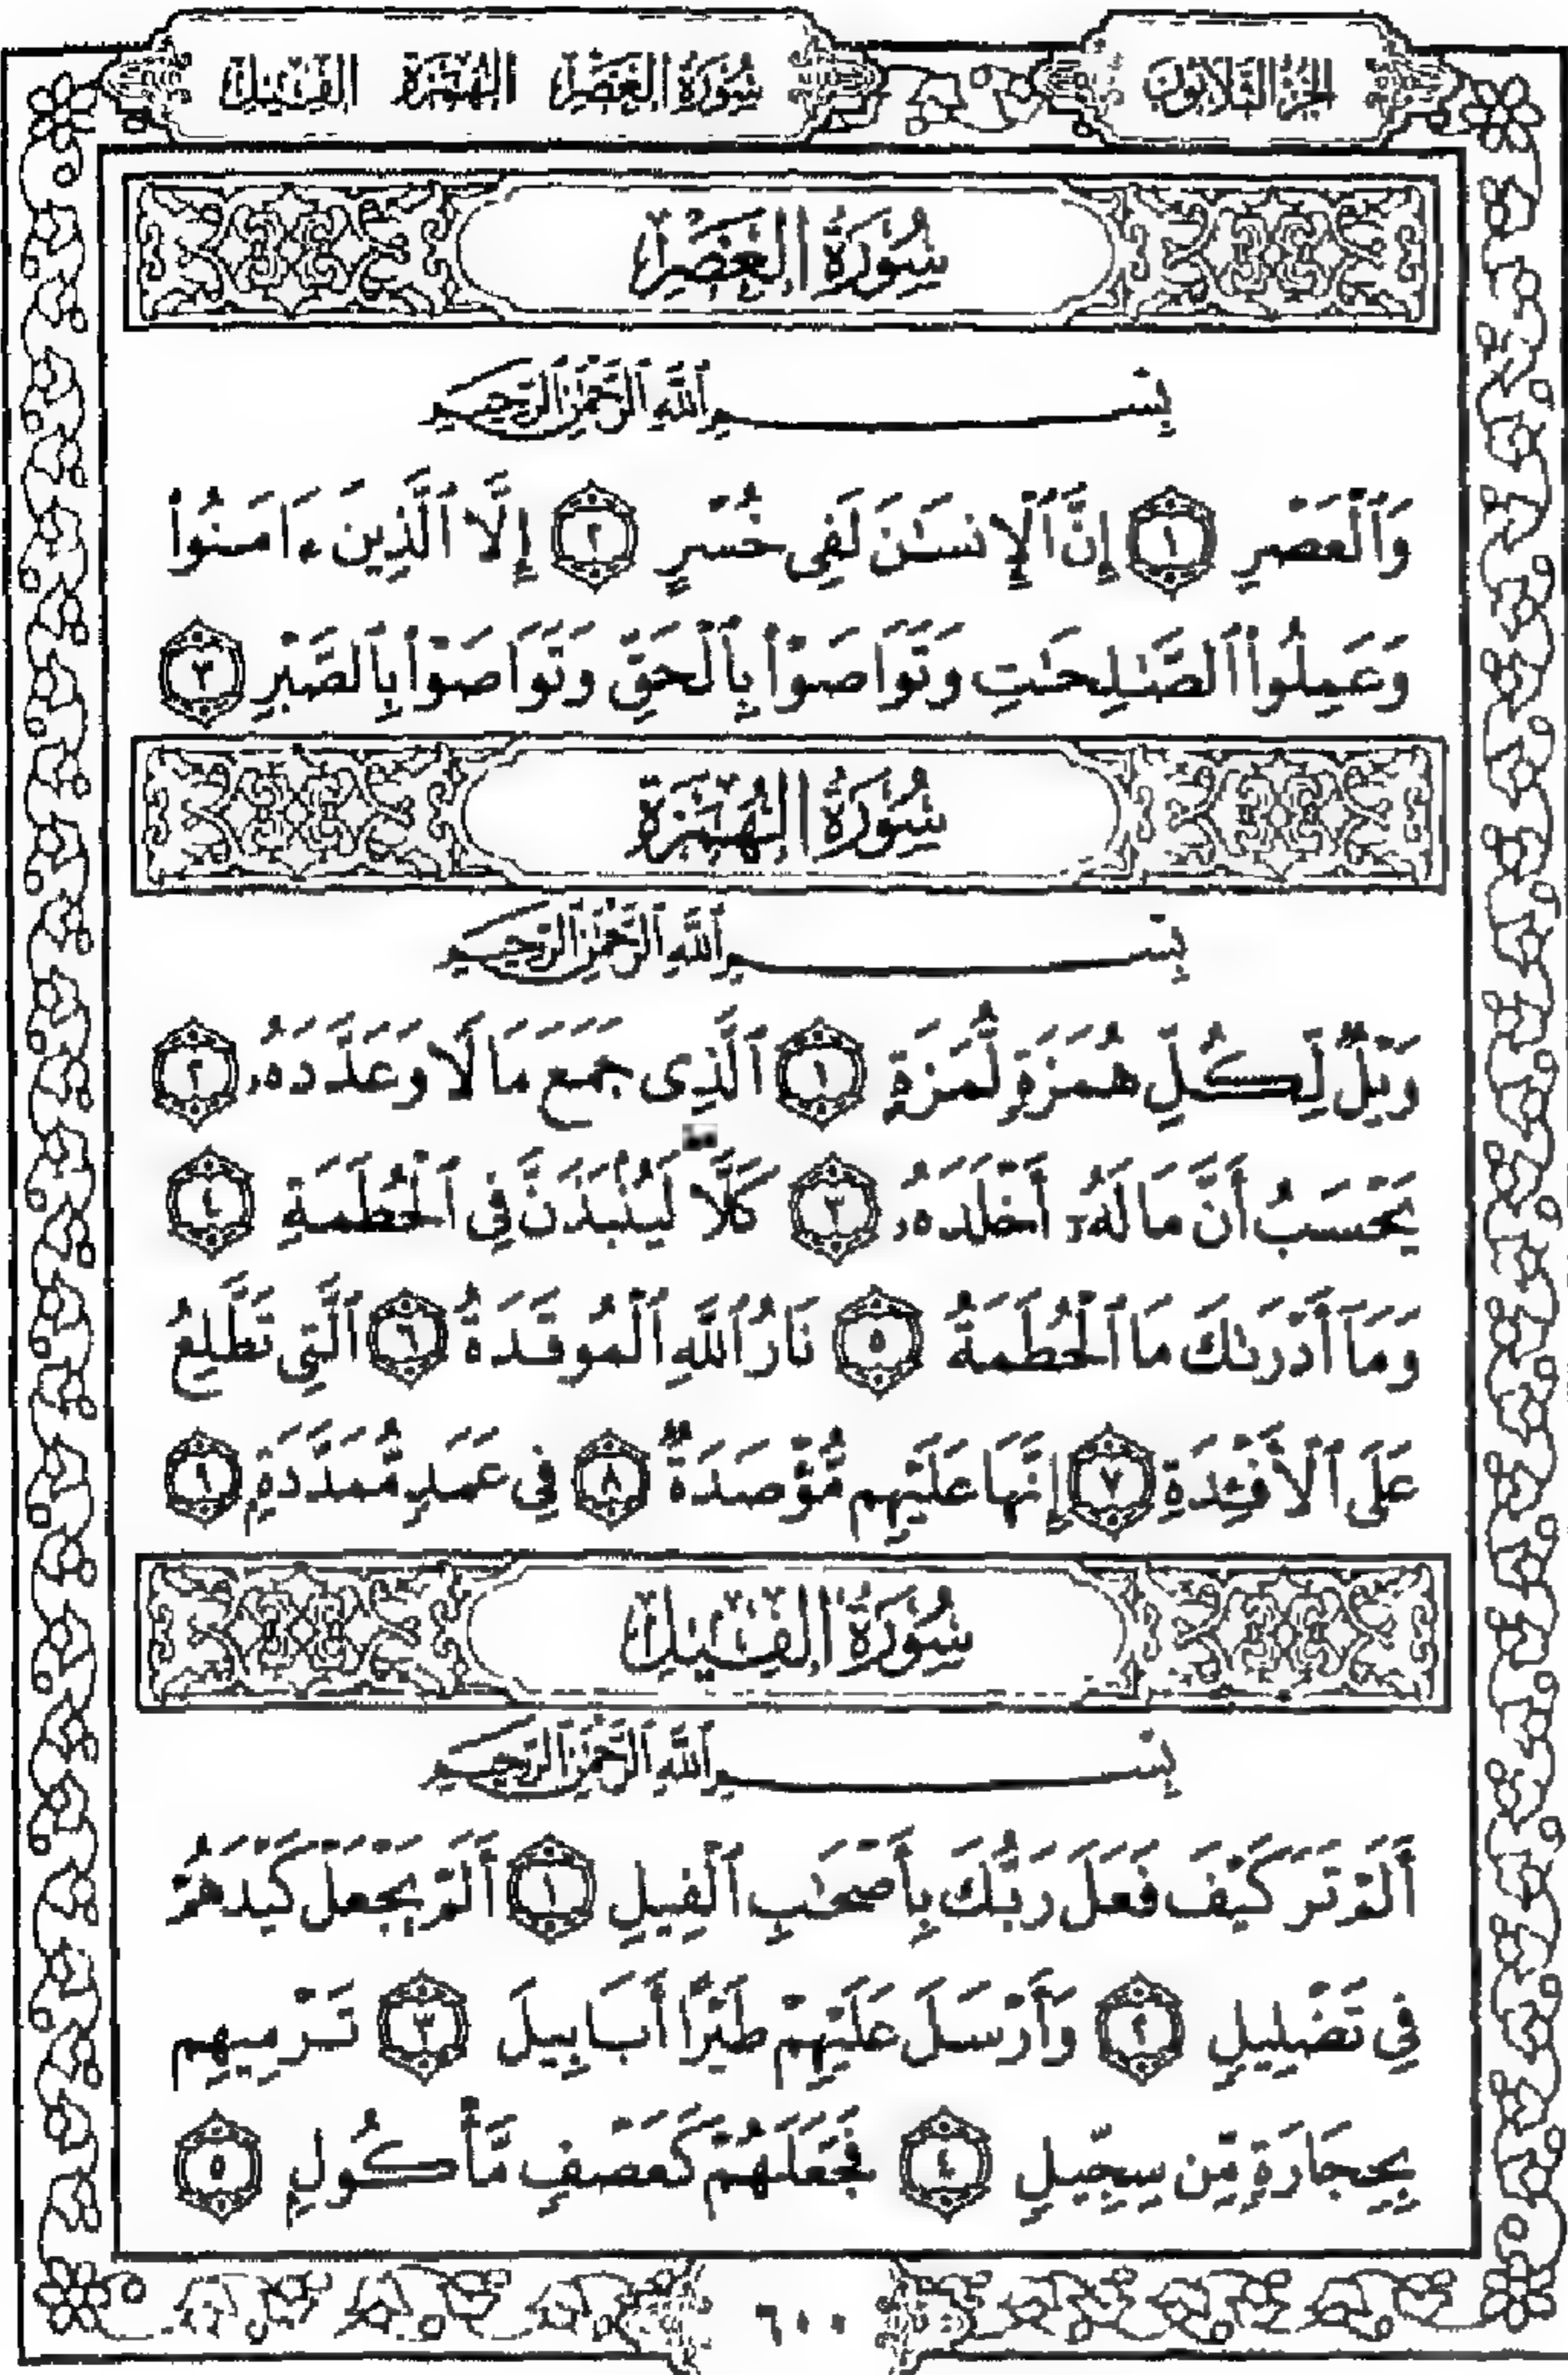 الجزء الثلاثون
سورة العصر الهمزة الفيل
سُورَةُ العَصْرِ
بِسْمِ ٱللَّهِ ٱلرَّحْمَٰنِ ٱلرَّحِيمِ
وَٱلْعَصْرِ ١ إِنَّ ٱلْإِنسَٰنَ لَفِى خُسْرٍ ٢ إِلَّا ٱلَّذِينَ ءَامَنُوا۟
وَعَمِلُوا۟ ٱلصَّٰلِحَٰتِ وَتَوَاصَوْا۟ بِٱلْحَقِّ وَتَوَاصَوْا۟ بِٱلصَّبْرِ ٣
سُورَةُ الهُمَزَةِ
بِسْمِ ٱللَّهِ ٱلرَّحْمَٰنِ ٱلرَّحِيمِ
وَيْلٌ لِّكُلِّ هُمَزَةٍ لُّمَزَةٍ ١ ٱلَّذِى جَمَعَ مَالًا وَعَدَّدَهُۥ ٢
يَحْسَبُ أَنَّ مَالَهُۥٓ أَخْلَدَهُۥ ٣ كَلَّا لَيُنۢبَذَنَّ فِى ٱلْحُطَمَةِ ٤
وَمَآ أَدْرَىٰكَ مَا ٱلْحُطَمَةُ ٥ نَارُ ٱللَّهِ ٱلْمُوقَدَةُ ٦ ٱلَّتِى تَطَّلِعُ
عَلَى ٱلْأَفْـِٔدَةِ ٧ إِنَّهَا عَلَيْهِم مُّؤْصَدَةٌ ٨ فِى عَمَدٍ مُّمَدَّدَةٍۭ ٩
سُورَةُ الفِيلِ
بِسْمِ ٱللَّهِ ٱلرَّحْمَٰنِ ٱلرَّحِيمِ
أَلَمْ تَرَ كَيْفَ فَعَلَ رَبُّكَ بِأَصْحَٰبِ ٱلْفِيلِ ١ أَلَمْ يَجْعَلْ كَيْدَهُمْ
فِى تَضْلِيلٍ ٢ وَأَرْسَلَ عَلَيْهِمْ طَيْرًا أَبَابِيلَ ٣ تَرْمِيهِم
بِحِجَارَةٍ مِّن سِجِّيلٍ ٤ فَجَعَلَهُمْ كَعَصْفٍ مَّأْكُولٍۭ ٥
٦٠٠